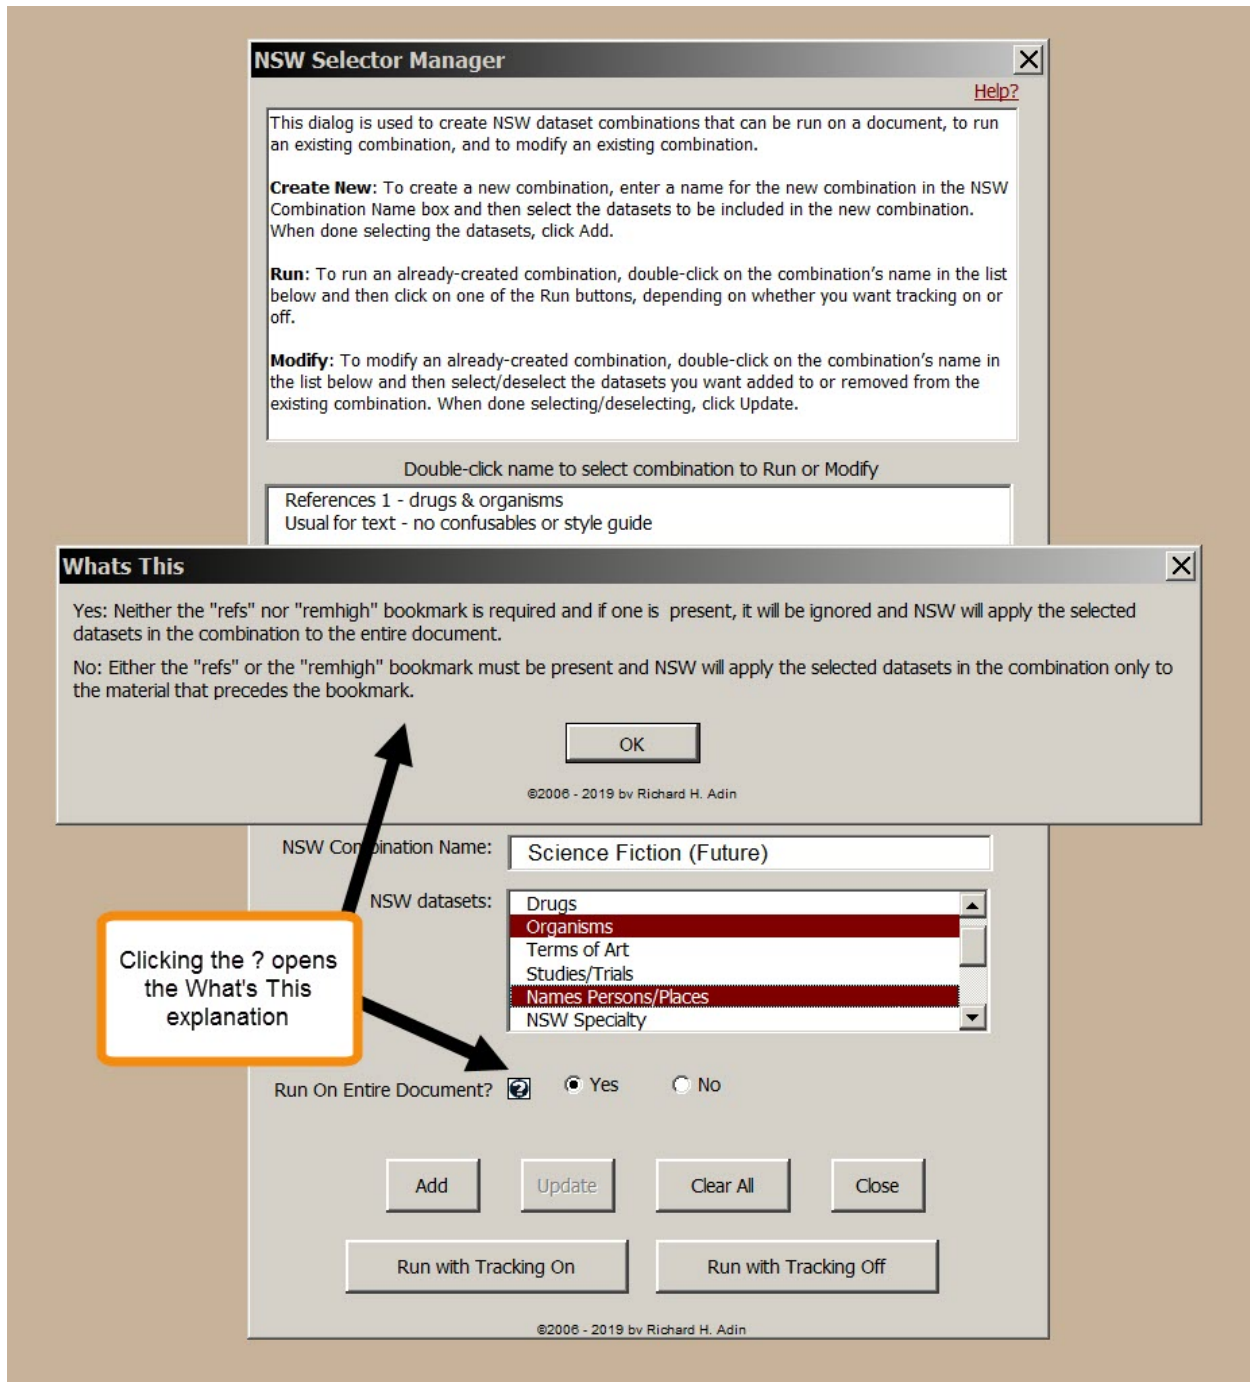 NSW Selector Manager
Help?
This dialog is used to create NSW dataset combinations that can be run on a document, to run
an existing combination, and to modify an existing combination.
Create New: To create a new combination, enter a name for the new combination in the NSW
Combination Name box and then select the datasets to be included in the new combination.
When done selecting the datasets, click Add.
Run: To run an already-created combination, double-click on the combination's name in the list
below and then click on one of the Run buttons, depending on whether you want tracking on or
off.
Modify: To modify an already-created combination, double-click on the combination's name in
the list below and then select/deselect the datasets you want added to or removed from the
existing combination. When done selecting/deselecting, click Update.
Double-click name to select combination to Run or Modify
References 1 - drugs & organisms
Usual for text - no confusables or style guide
Whats This
Yes: Neither the "refs" nor "remhigh" bookmark is required and if one is present, it will be ignored and NSW will apply the selected
datasets in the combination to the entire document.
No: Either the "refs" or the "remhigh" bookmark must be present and NSW will apply the selected datasets in the combination only to
the material that precedes the bookmark.
OK
©2006 - 2019 by Richard H. Adin
NSW Combination Name:
Science Fiction (Future)
NSW datasets:
Drugs
Organisms
Terms of Art
Studies/Trials
Names Persons/Places
NSW Specialty
Clicking the ? opens
the What's This
explanation
Run On Entire Document? ? Yes No
Add Update Clear All Close
Run with Tracking On Run with Tracking Off
©2006 - 2019 by Richard H. Adin